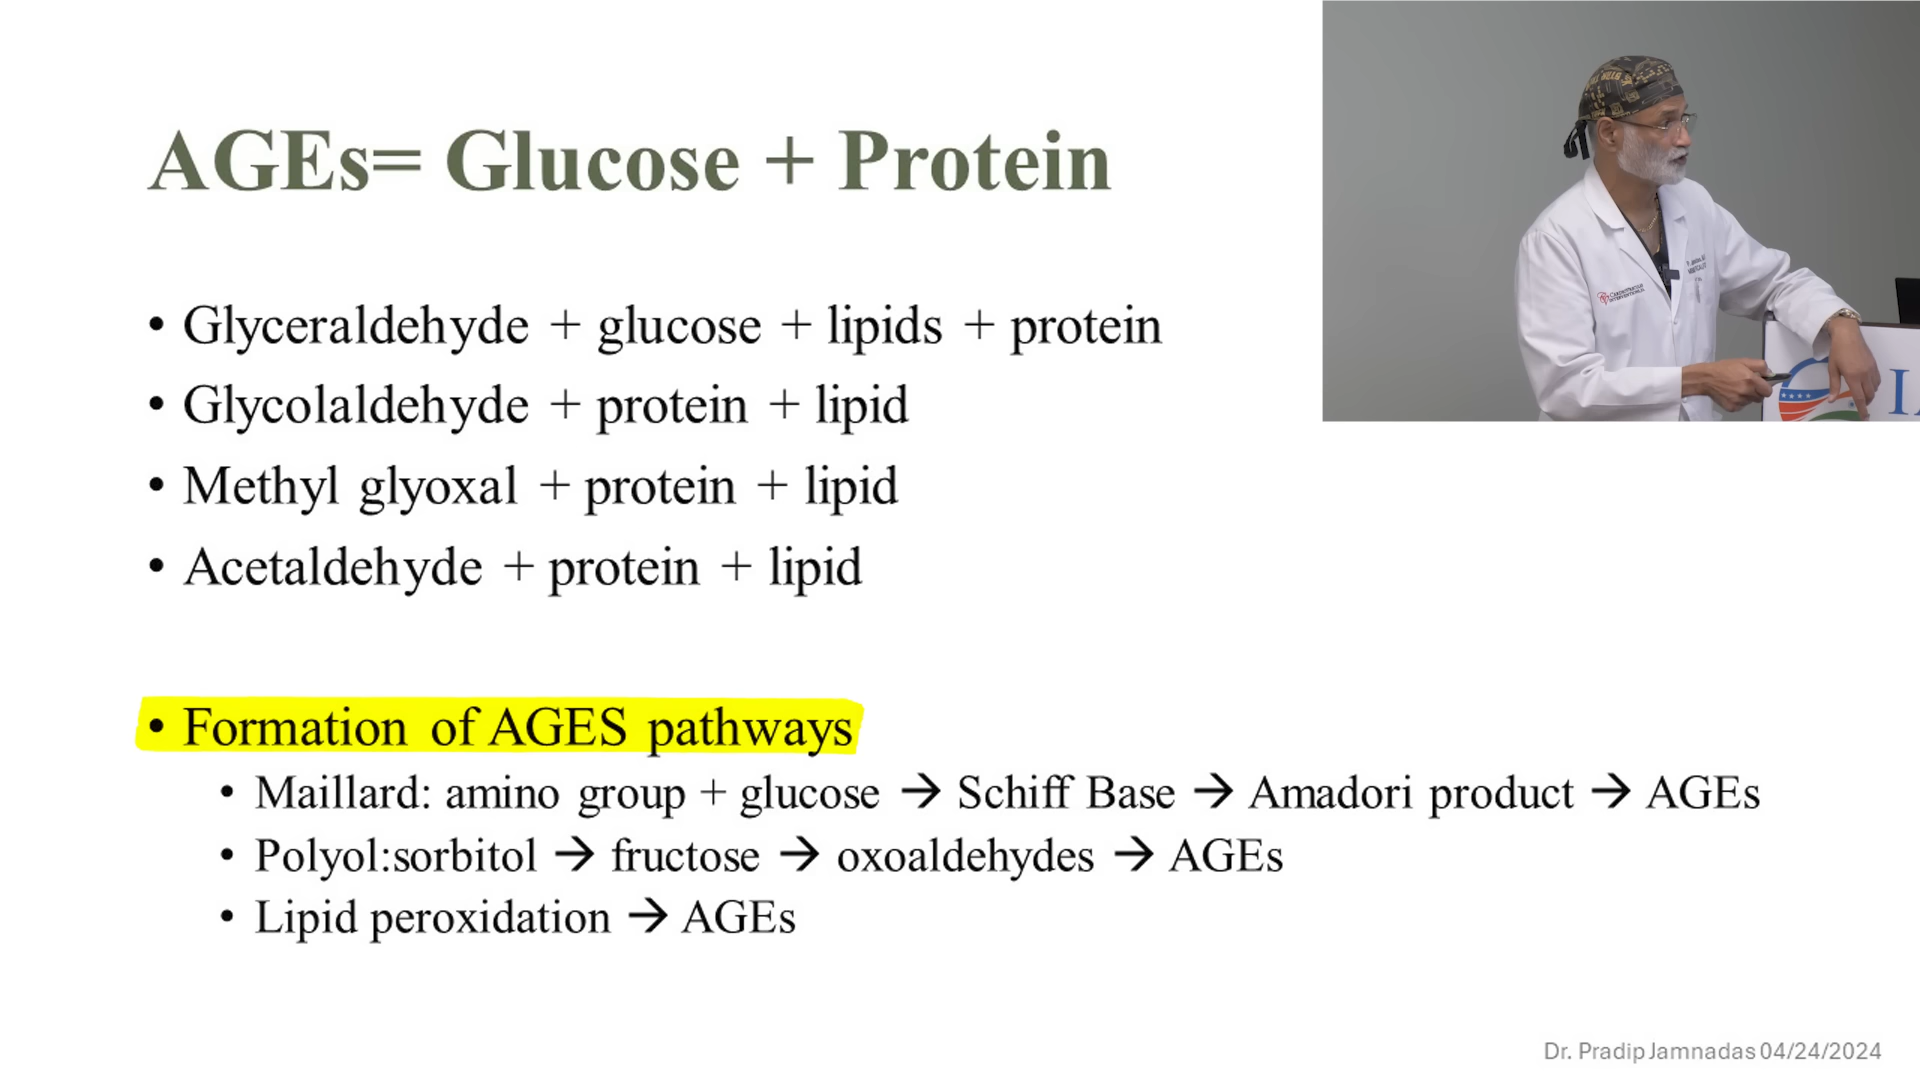 AGEs= Glucose + Protein
• Glyceraldehyde + glucose + lipids + protein
• Glycolaldehyde + protein + lipid
• Methyl glyoxal + protein + lipid
• Acetaldehyde + protein + lipid
• Formation of AGES pathways
• Maillard: amino group + glucose → Schiff Base → Amadori product → AGEs
• Polyol:sorbitol → fructose → oxoaldehydes → AGEs
• Lipid peroxidation → AGEs
Dr. Pradip Jamnadas 04/24/2024